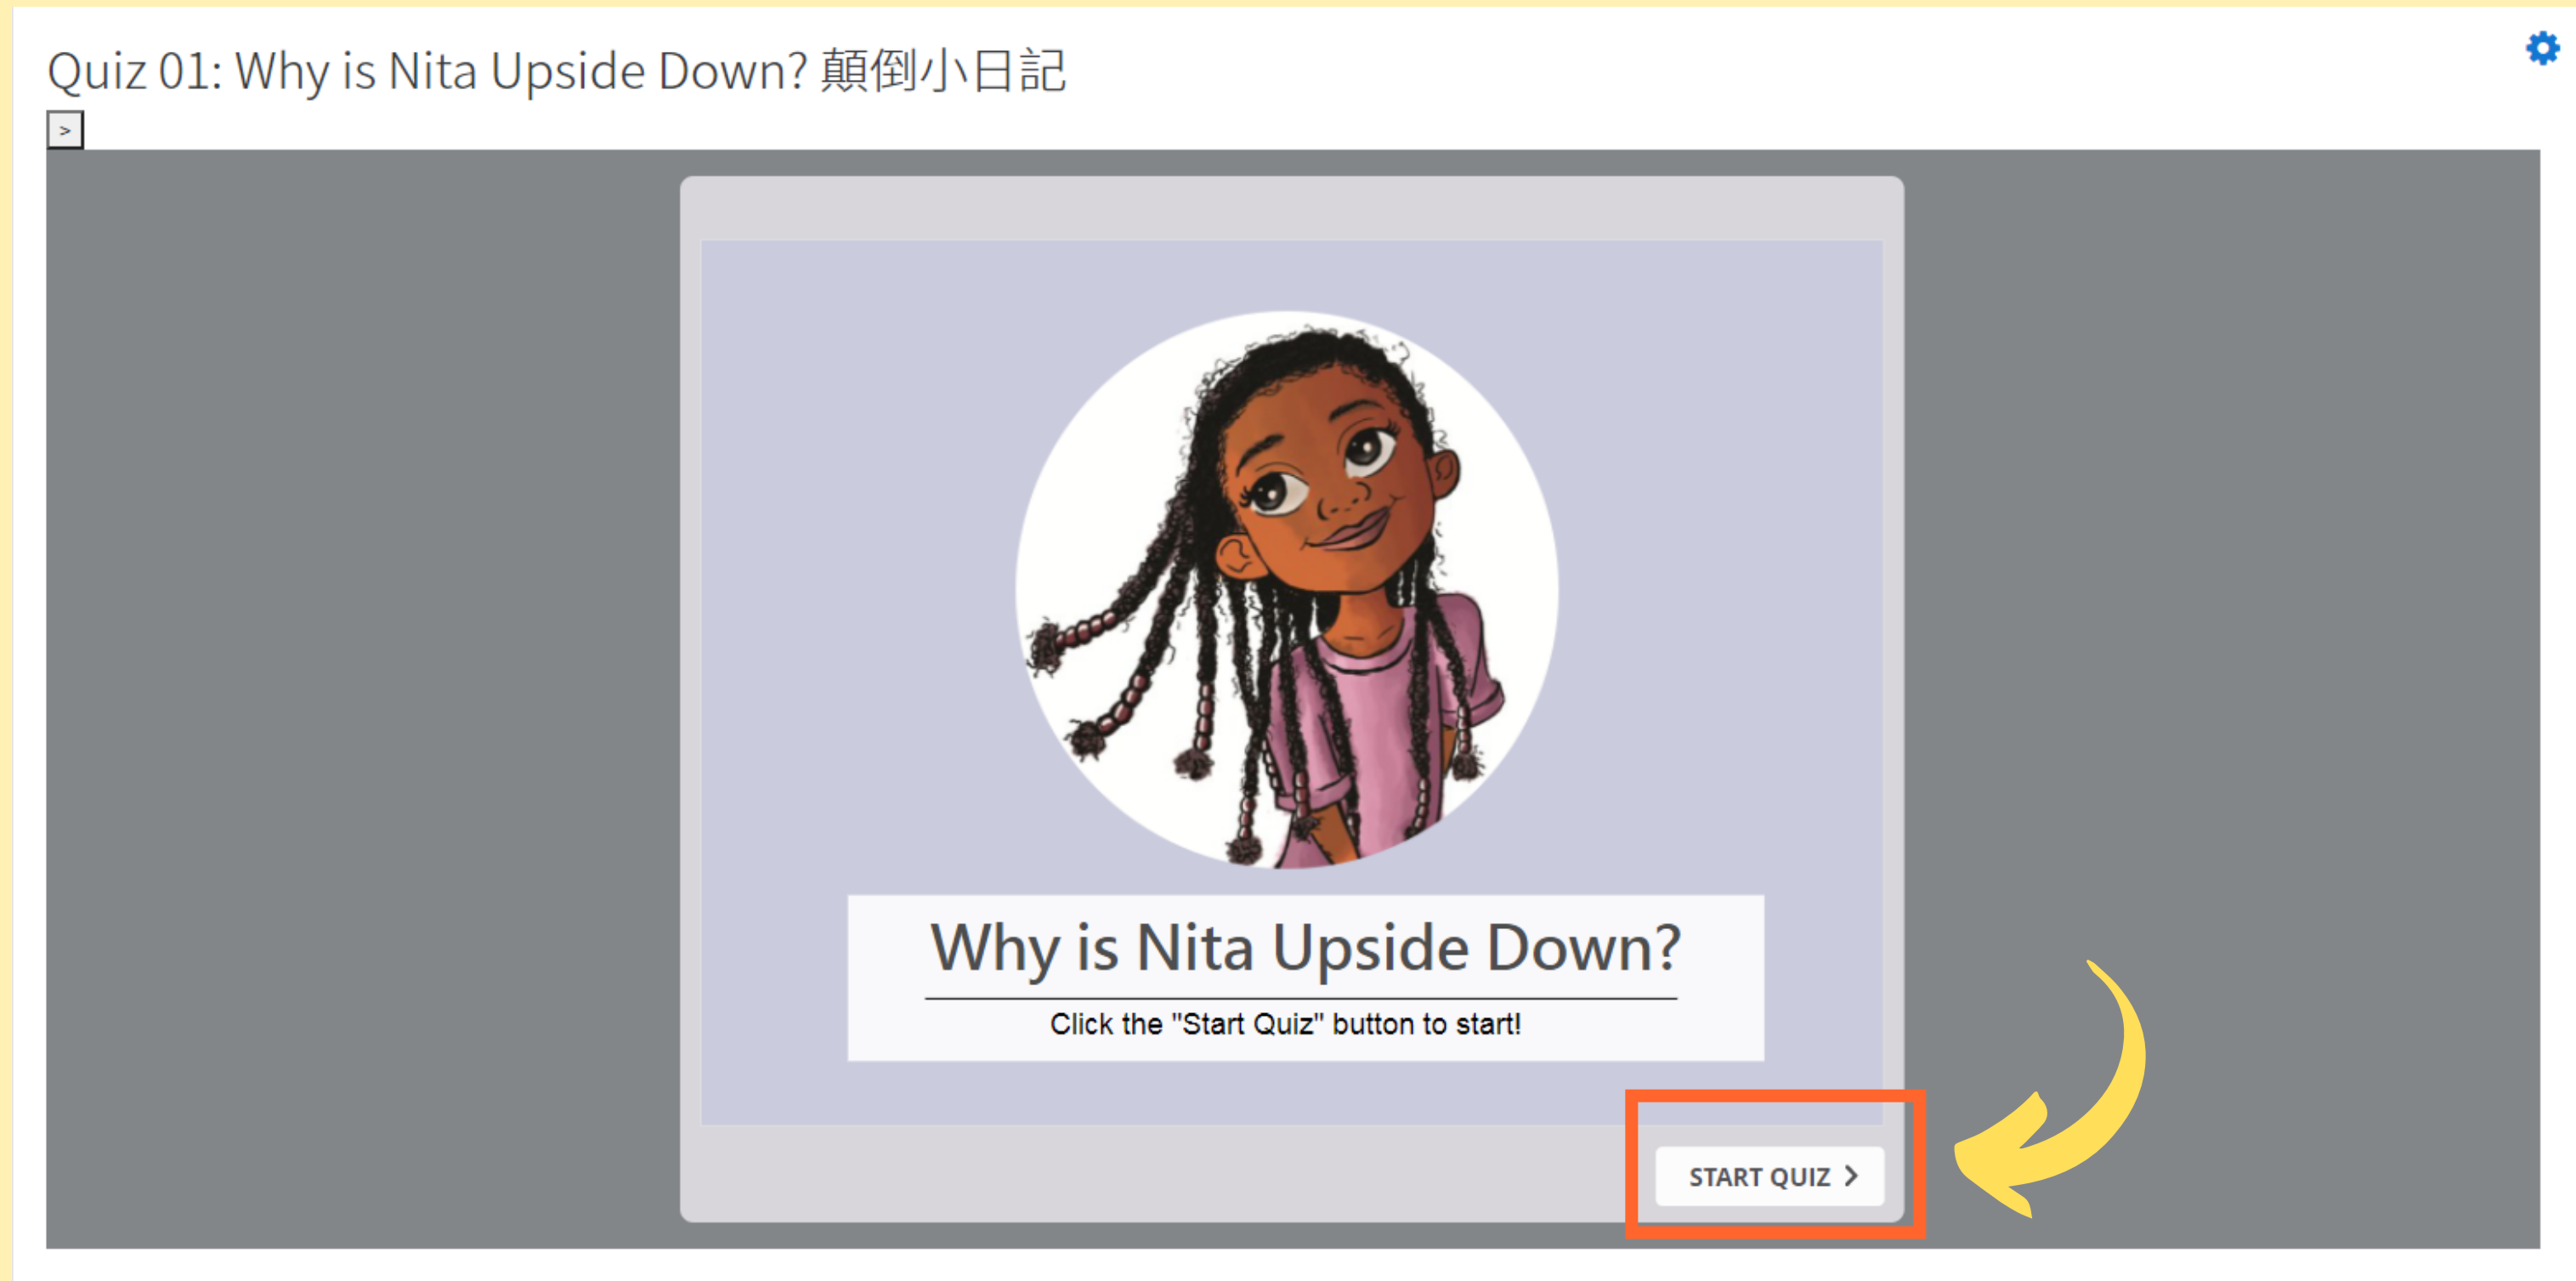 Quiz 01: Why is Nita Upside Down? 顛倒小日記
>
Why is Nita Upside Down?
Click the "Start Quiz" button to start!
START QUIZ >